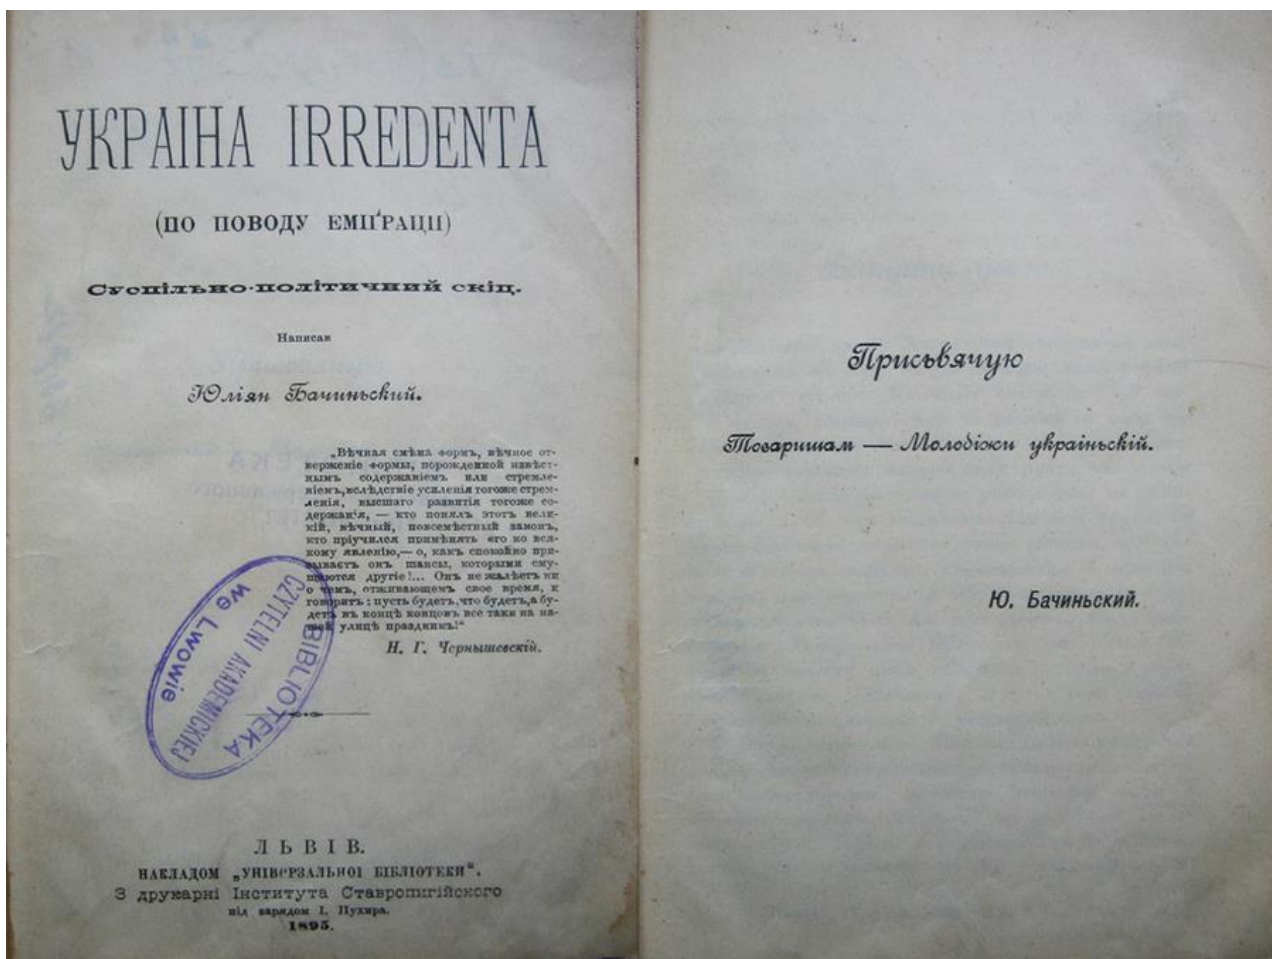 УКРАІНА IRREDENTA
(ПО ПОВОДУ ЕМІҐРАЦІІ)
Суспільно-політичний скіц.
Написав
Юліян Бачиньский.
„Вѣчная смѣна формъ, вѣчное от-
верженіе формы, порожденной извѣст-
нымъ содержаніемъ или стремле-
ніемъ, вслѣдствіе усиленія тогоже стрем-
ленія, высшаго развитія тогоже со-
держанія, — кто понялъ этотъ вели-
кій, вѣчный, повсемѣстный законъ,
кто пріучился примѣнять его ко вся-
кому явленію,— о, какъ спокойно при-
зываетъ онъ шансы, которыми сму-
щаются другіе!... Онъ не жалѣетъ ни
о чемъ, отживающемъ свое время, и
говоритъ: пусть будетъ, что будетъ, а бу-
детъ въ концѣ концовъ все таки на на-
шей улицѣ праздникъ!“
Н. Г. Чернышевскій.
BIBLIOTEKA
CZYTELNI AKADEMICKIEJ
we Lwowie
ЛЬВІВ.
НАКЛАДОМ „УНІВЕРЗАЛЬНОІ БІБЛІОТЕКИ“.
З друкарні Інститута Ставропигійского
під зарядом І. Пухира.
1895.
Присьвячую
Товаришам — Молодіжи украіньскій.
Ю. Бачиньский.